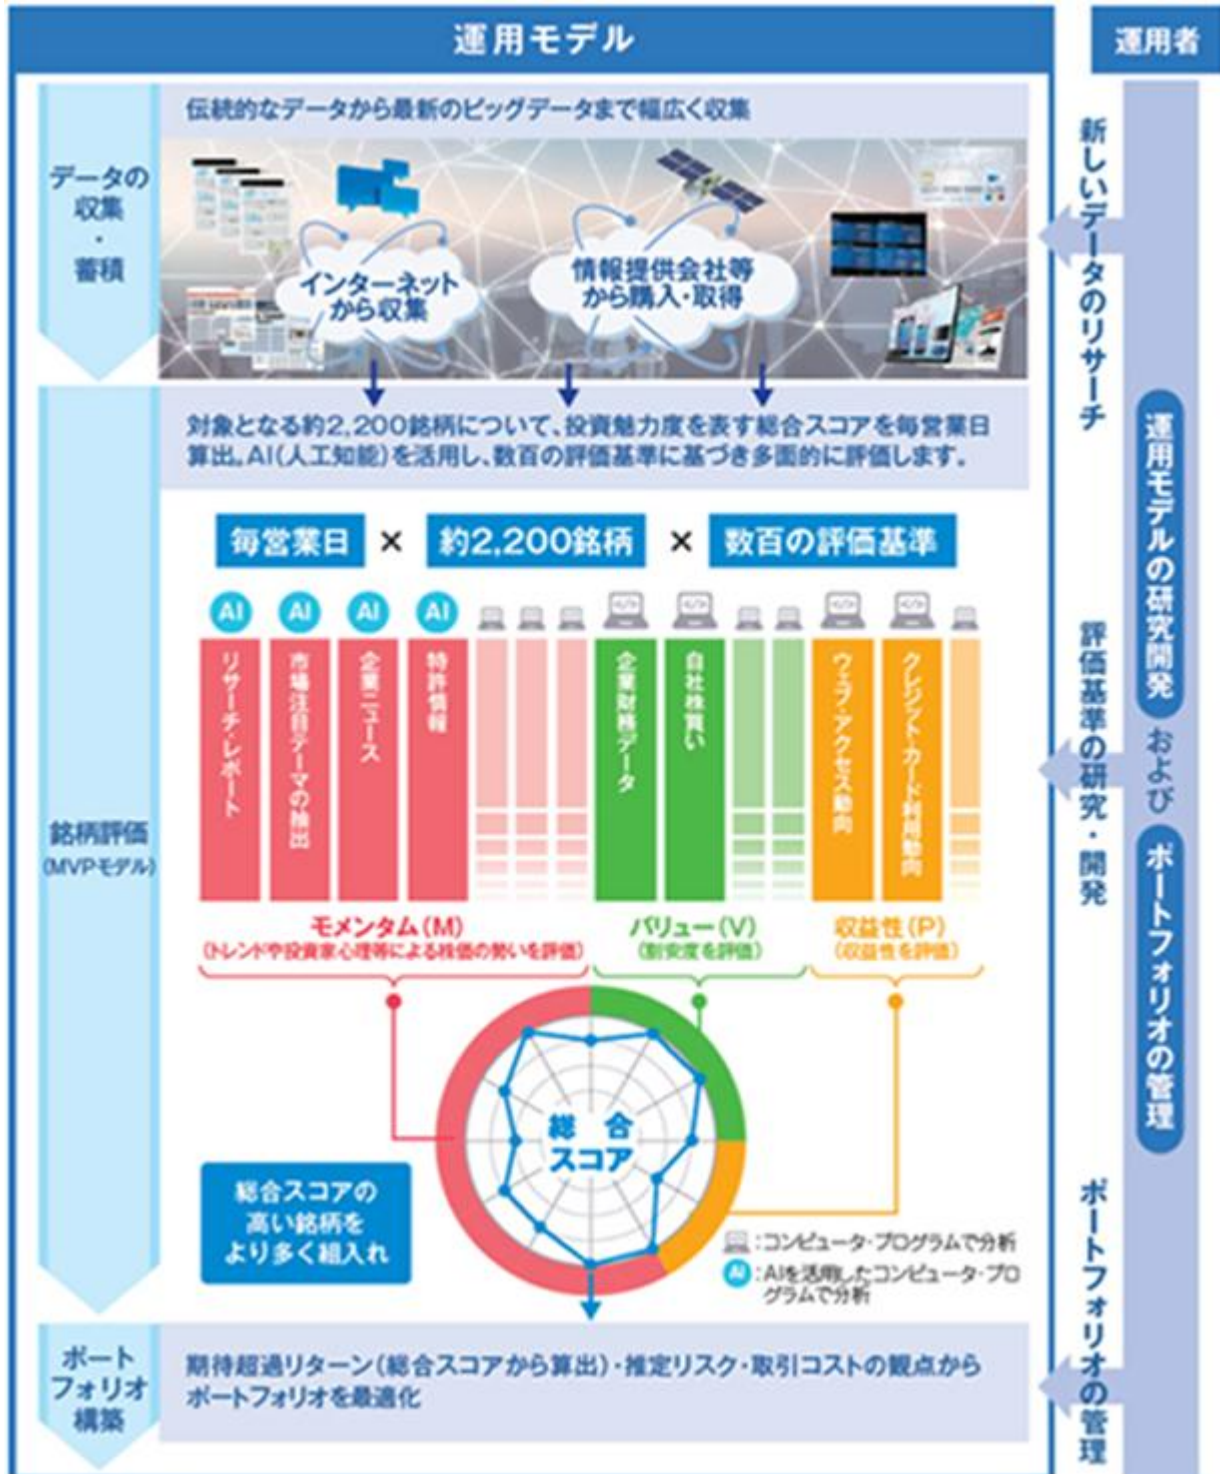 運用モデル
運用者
データの
収集
・
蓄積
伝統的なデータから最新のビッグデータまで幅広く収集
インターネット
から収集
情報提供会社等
から購入・取得
新しいデータのリサーチ
銘柄評価
(MVPモデル)
対象となる約2,200銘柄について、投資魅力度を表す総合スコアを毎営業日
算出。AI(人工知能)を活用し、数百の評価基準に基づき多面的に評価します。
毎営業日 × 約2,200銘柄 × 数百の評価基準
AI AI AI AI
リサーチ・レポート
市場注目テーマの抽出
企業ニュース
特許情報
企業財務データ
自社株買い
ウェブ・アクセス動向
クレジット・カード利用動向
モメンタム(M)
(トレンドや投資家心理等による株価の勢いを評価)
バリュー(V)
(割安度を評価)
収益性(P)
(収益性を評価)
総合
スコア
総合スコアの
高い銘柄を
より多く組入れ
:コンピュータ・プログラムで分析
AI:AIを活用したコンピュータ・プロ
グラムで分析
評価基準の研究・開発
運用モデルの研究開発
および
ポートフォリオの管理
ポート
フォリオ
構築
期待超過リターン(総合スコアから算出)・推定リスク・取引コストの観点から
ポートフォリオを最適化
ポートフォリオの管理